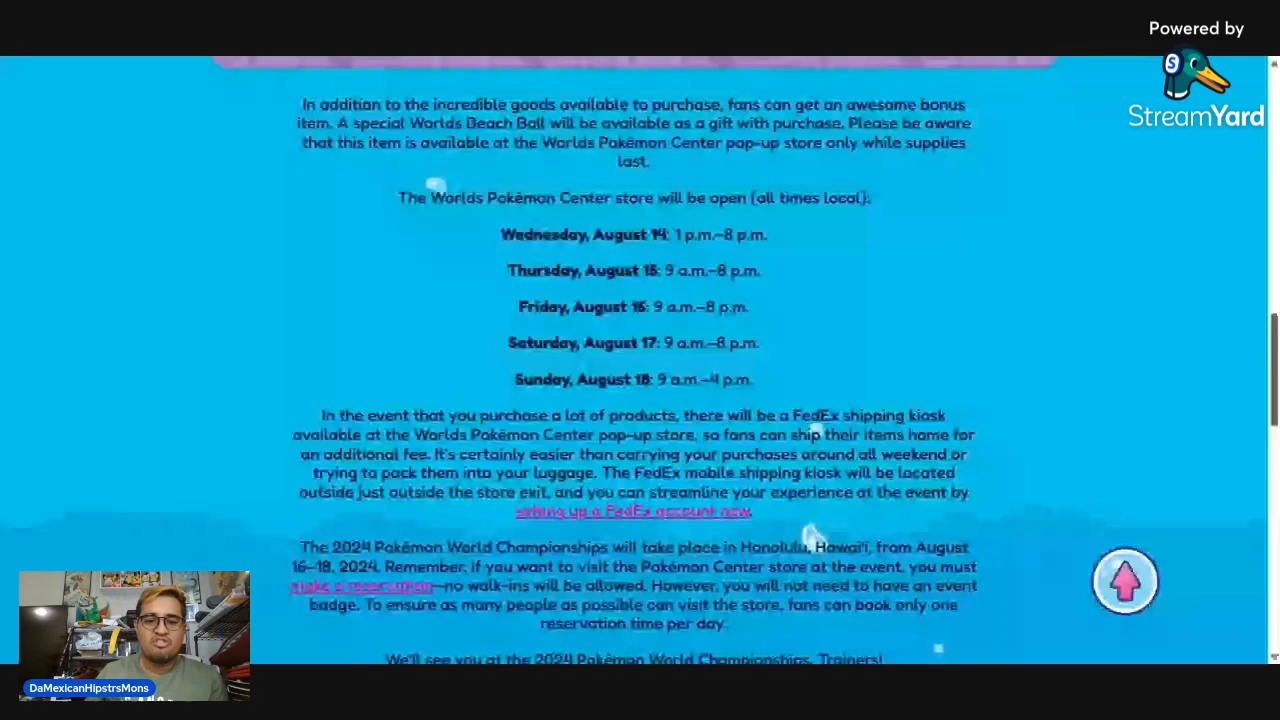 Powered by
StreamYard
In addition to the incredible goods available to purchase, fans can get an awesome bonus
item. A special Worlds Beach Ball will be available as a gift with purchase. Please be aware
that this item is available at the Worlds Pokémon Center pop-up store only while supplies
last.
The Worlds Pokémon Center store will be open (all times local):
Wednesday, August 14: 1 p.m.–8 p.m.
Thursday, August 15: 9 a.m.–8 p.m.
Friday, August 16: 9 a.m.–8 p.m.
Saturday, August 17: 9 a.m.–8 p.m.
Sunday, August 18: 9 a.m.–4 p.m.
In the event that you purchase a lot of products, there will be a FedEx shipping kiosk
available at the Worlds Pokémon Center pop-up store, so fans can ship their items home for
an additional fee. It's certainly easier than carrying your purchases around all weekend or
trying to pack them into your luggage. The FedEx mobile shipping kiosk will be located
outside just outside the store exit, and you can streamline your experience at the event by
setting up a FedEx account now.
The 2024 Pokémon World Championships will take place in Honolulu, Hawai'i, from August
16–18, 2024. Remember, if you want to visit the Pokémon Center store at the event, you must
make a reservation—no walk-ins will be allowed. However, you will not need to have an event
badge. To ensure as many people as possible can visit the store, fans can book only one
reservation time per day.
We'll see you at the 2024 Pokémon World Championships, Trainers!
DaMexicanHipstrsMons